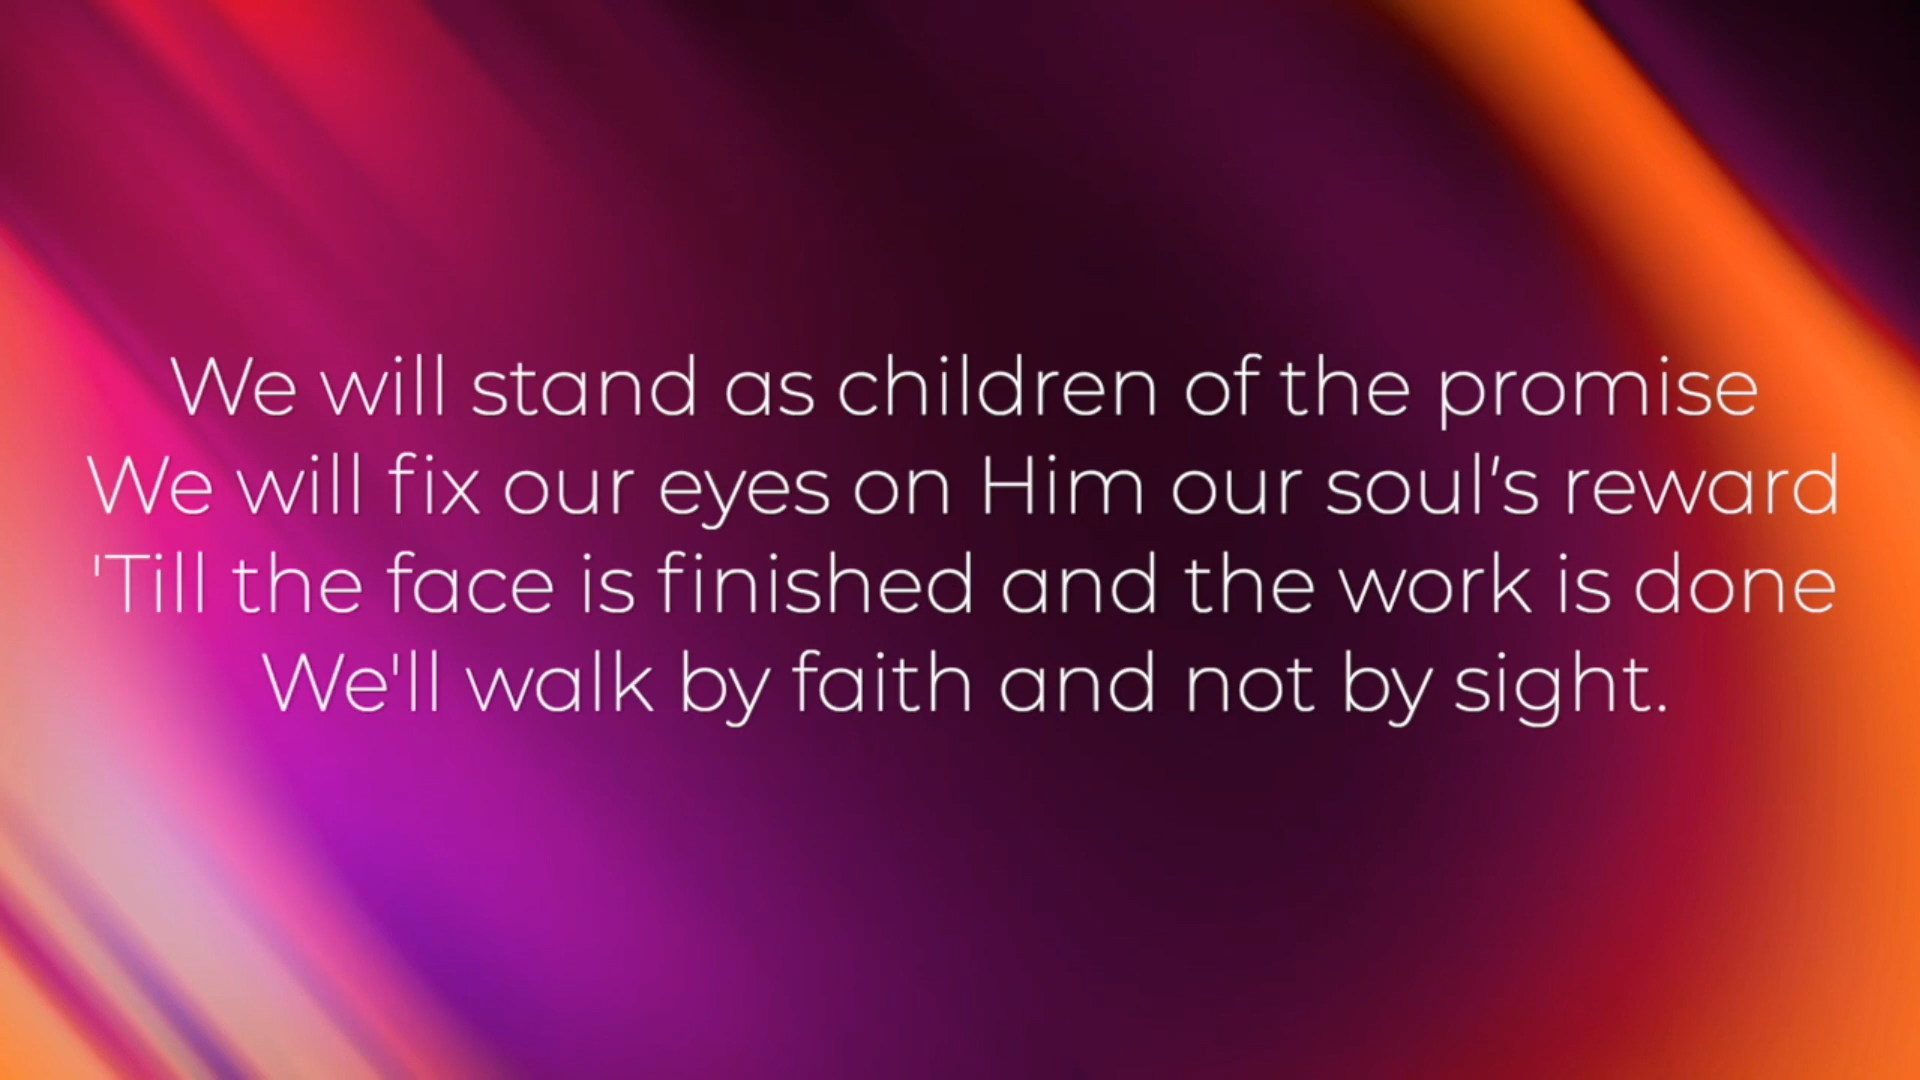 We will stand as children of the promise
We will fix our eyes on Him our soul's reward
'Till the face is finished and the work is done
We'll walk by faith and not by sight.